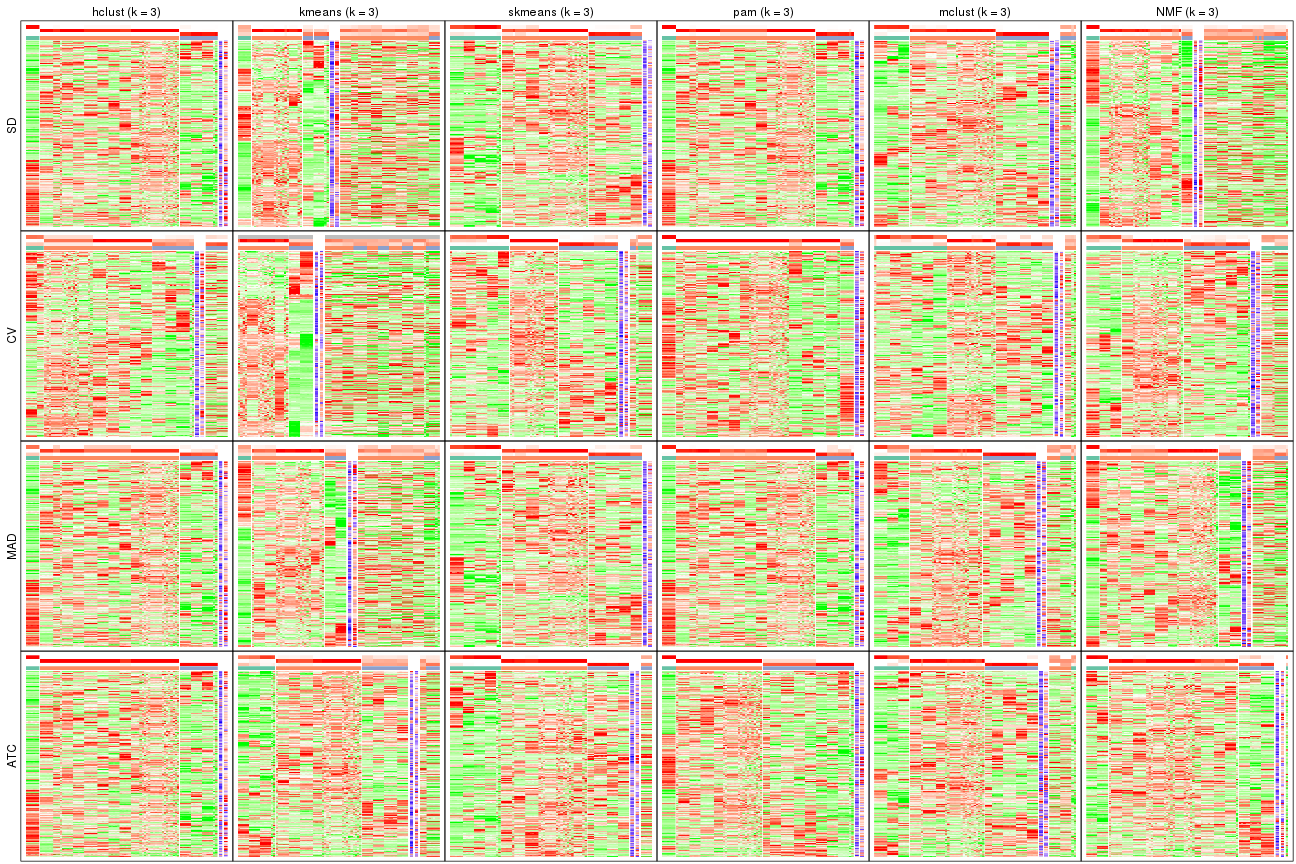 hclust (k = 3) kmeans (k = 3) skmeans (k = 3) pam (k = 3) mclust (k = 3) NMF (k = 3)
SD
CV
MAD
ATC